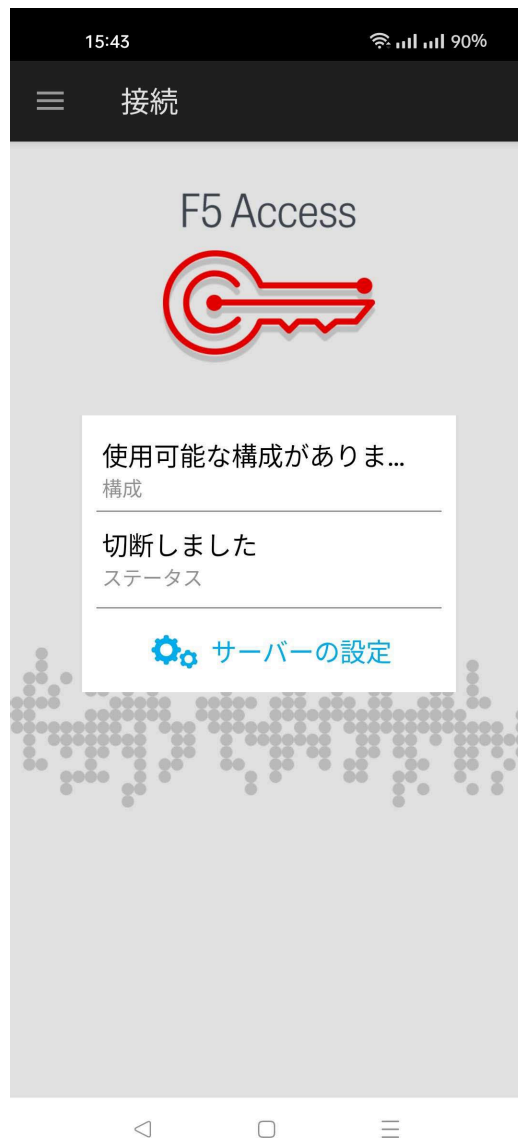 15:43
90%
接続
F5 Access
使用可能な構成がありま...
構成
切断しました
ステータス
サーバーの設定